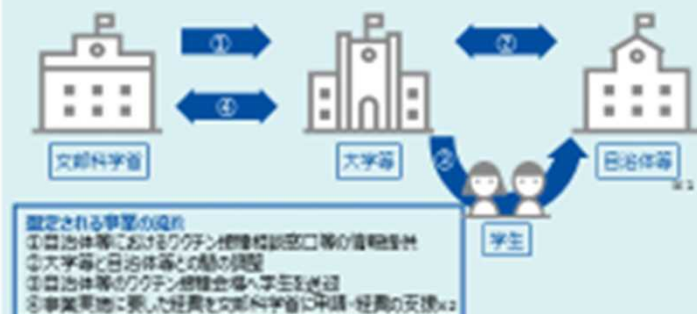 ① ② ④
文部科学省 大学等 ③ 自治体等
※1
学生
想定される事業の流れ
①自治体等におけるワクチン接種相談窓口等の情報提供
②大学等と自治体等との間の調整
③自治体等のワクチン接種会場へ学生を送迎
④事業実施に要した経費を文部科学省に申請・経費の支援※2